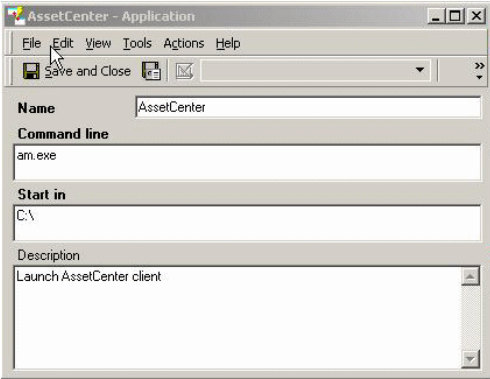 AssetCenter - Application
File Edit View Tools Actions Help
Save and Close
Name AssetCenter
Command line
am.exe
Start in
C:\
Description
Launch AssetCenter client